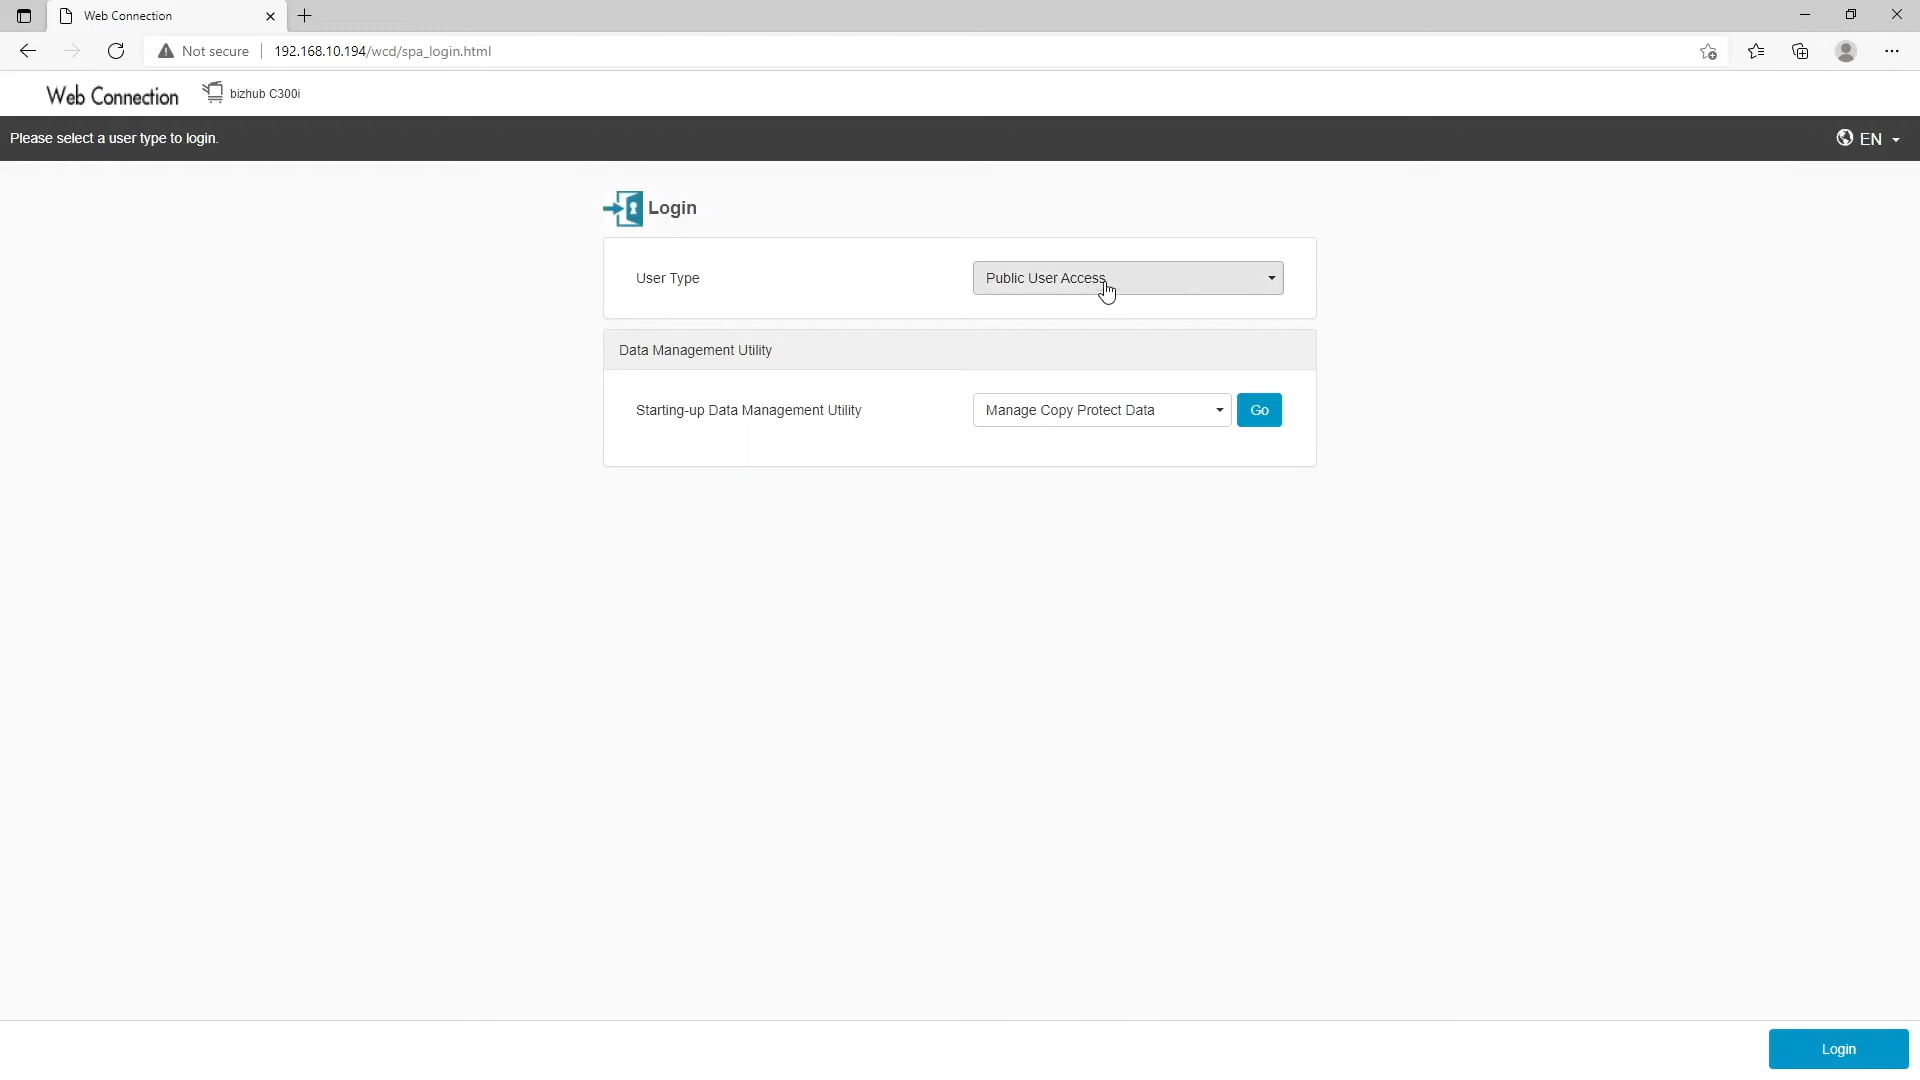 Web Connection
Not secure
192.168.10.194/wcd/spa_login.html
Web Connection
bizhub C300i
Please select a user type to login.
EN
Login
User Type
Public User Access
Data Management Utility
Starting-up Data Management Utility
Manage Copy Protect Data
Go
Login